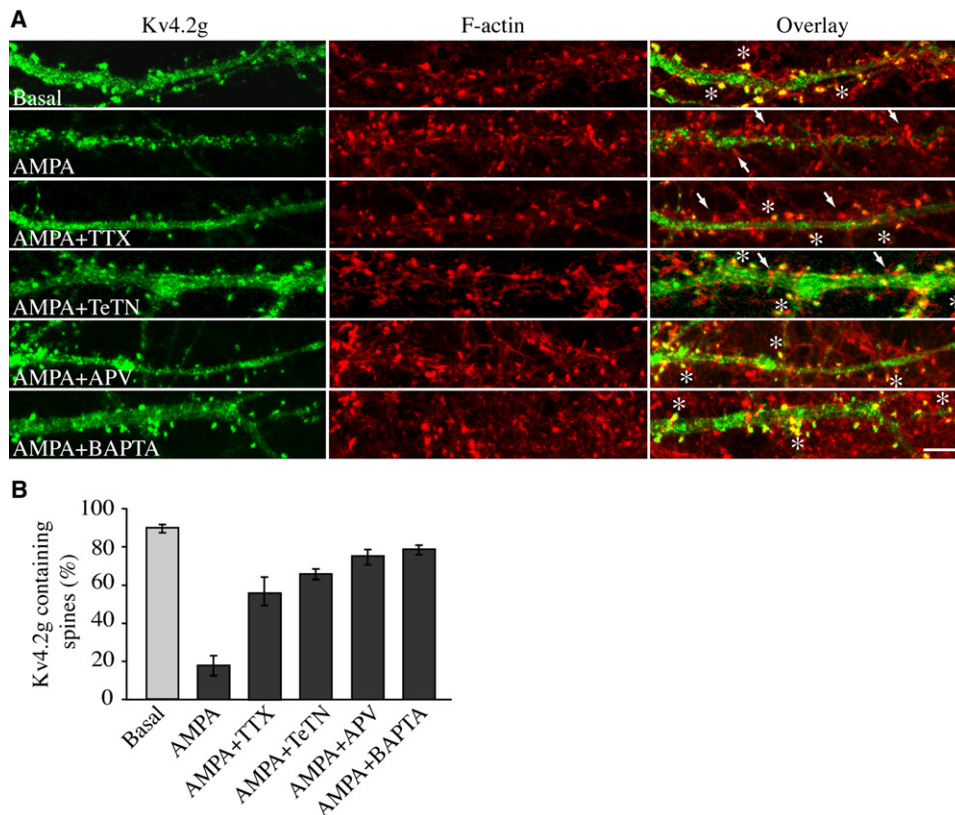 A
Kv4.2g F-actin Overlay
Basal * * *
AMPA
AMPA+TTX * * *
AMPA+TeTN * * *
AMPA+APV * * *
AMPA+BAPTA * * *
B
Kv4.2g containing
spines (%)
100
80
60
40
20
0
Basal
AMPA
AMPA+TTX
AMPA+TeTN
AMPA+APV
AMPA+BAPTA